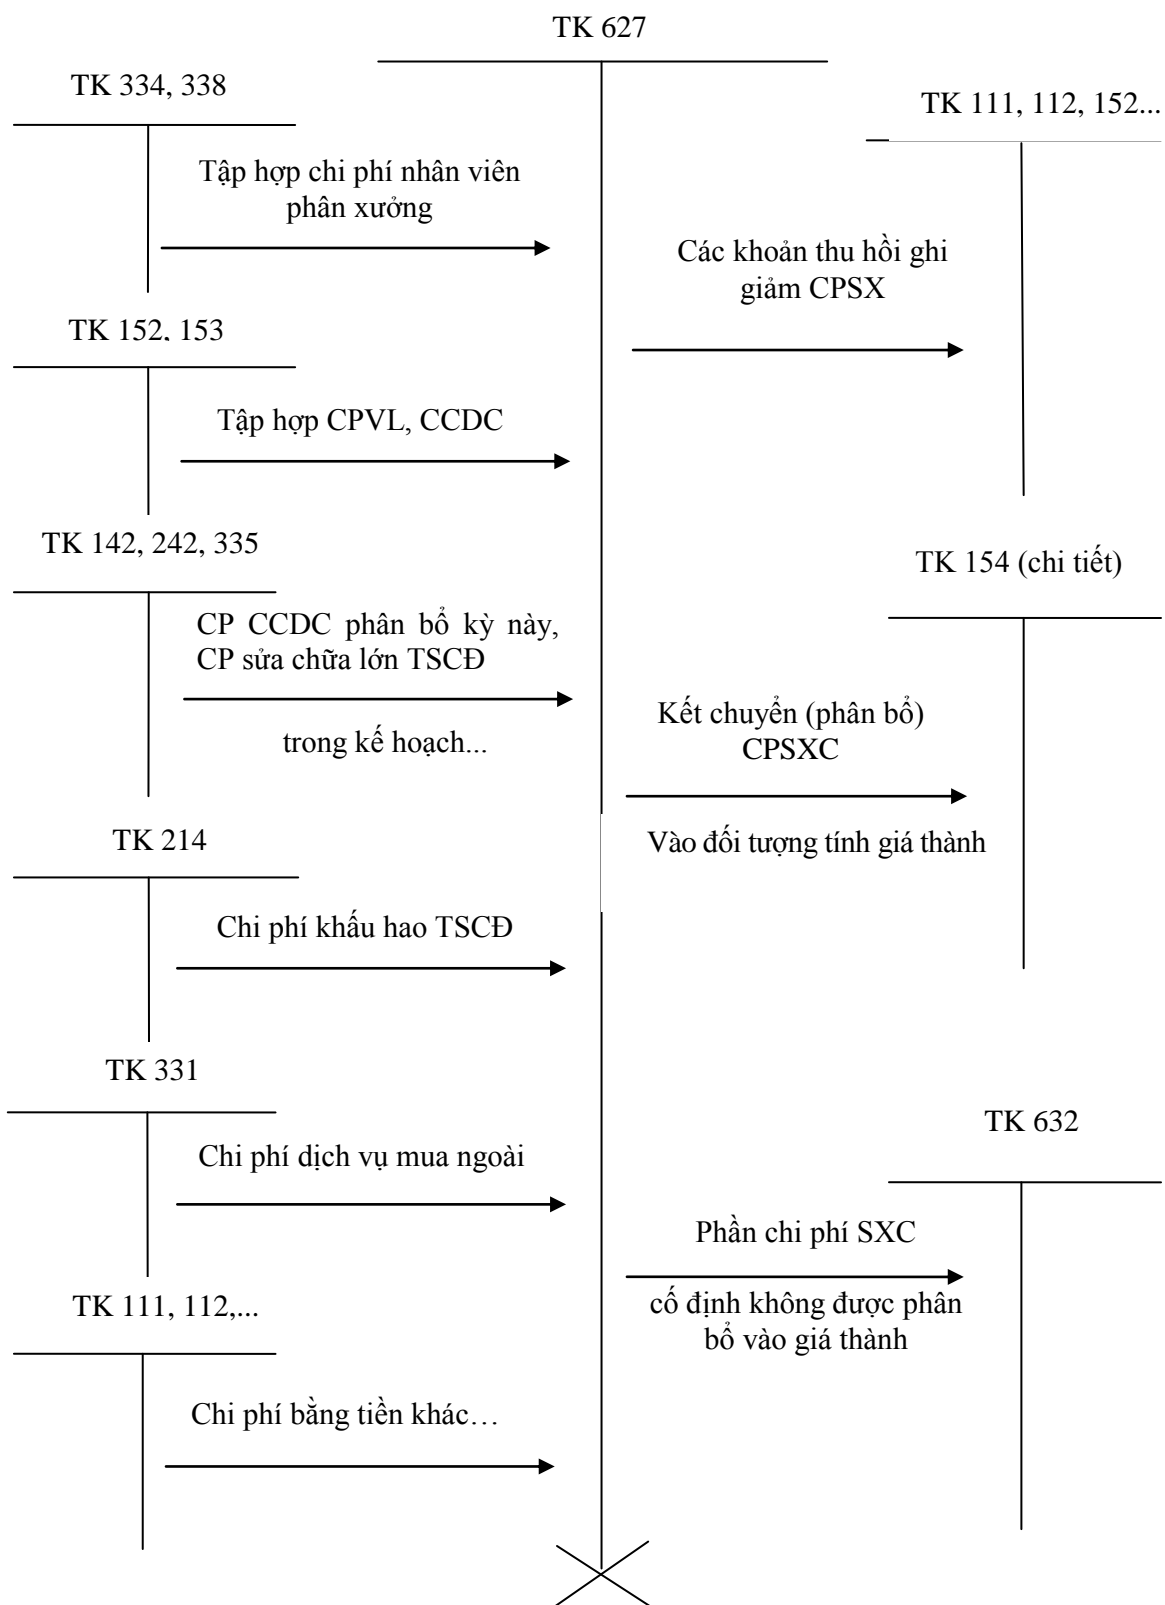 TK 627
TK 334, 338
TK 111, 112, 152...
Tập hợp chi phí nhân viên
phân xưởng
Các khoản thu hồi ghi
giảm CPSX
TK 152, 153
Tập hợp CPVL, CCDC
TK 142, 242, 335
TK 154 (chi tiết)
CP CCDC phân bổ kỳ này,
CP sửa chữa lớn TSCĐ
trong kế hoạch...
Kết chuyển (phân bổ)
CPSXC
Vào đối tượng tính giá thành
TK 214
Chi phí khấu hao TSCĐ
TK 331
TK 632
Chi phí dịch vụ mua ngoài
Phần chi phí SXC
cố định không được phân
bổ vào giá thành
TK 111, 112,...
Chi phí bằng tiền khác…